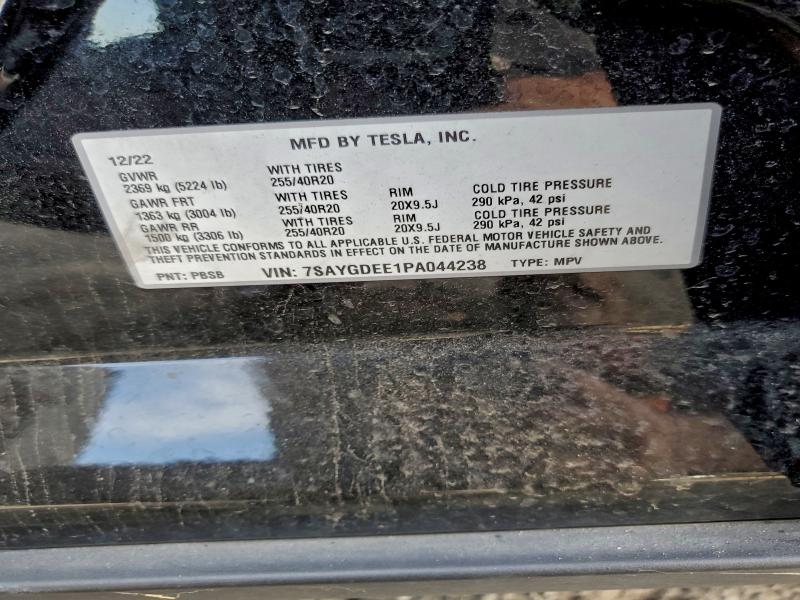 MFD BY TESLA, INC.
12/22
GVWR WITH TIRES
2369 kg (5224 lb) 255/40R20
GAWR FRT WITH TIRES RIM COLD TIRE PRESSURE
1363 kg (3004 lb) 255/40R20 20X9.5J 290 kPa, 42 psi
GAWR RR WITH TIRES RIM COLD TIRE PRESSURE
1500 kg (3306 lb) 255/40R20 20X9.5J 290 kPa, 42 psi
THIS VEHICLE CONFORMS TO ALL APPLICABLE U.S. FEDERAL MOTOR VEHICLE SAFETY AND
THEFT PREVENTION STANDARDS IN EFFECT ON THE DATE OF MANUFACTURE SHOWN ABOVE.
PNT: PBSB VIN: 7SAYGDEE1PA044238 TYPE: MPV